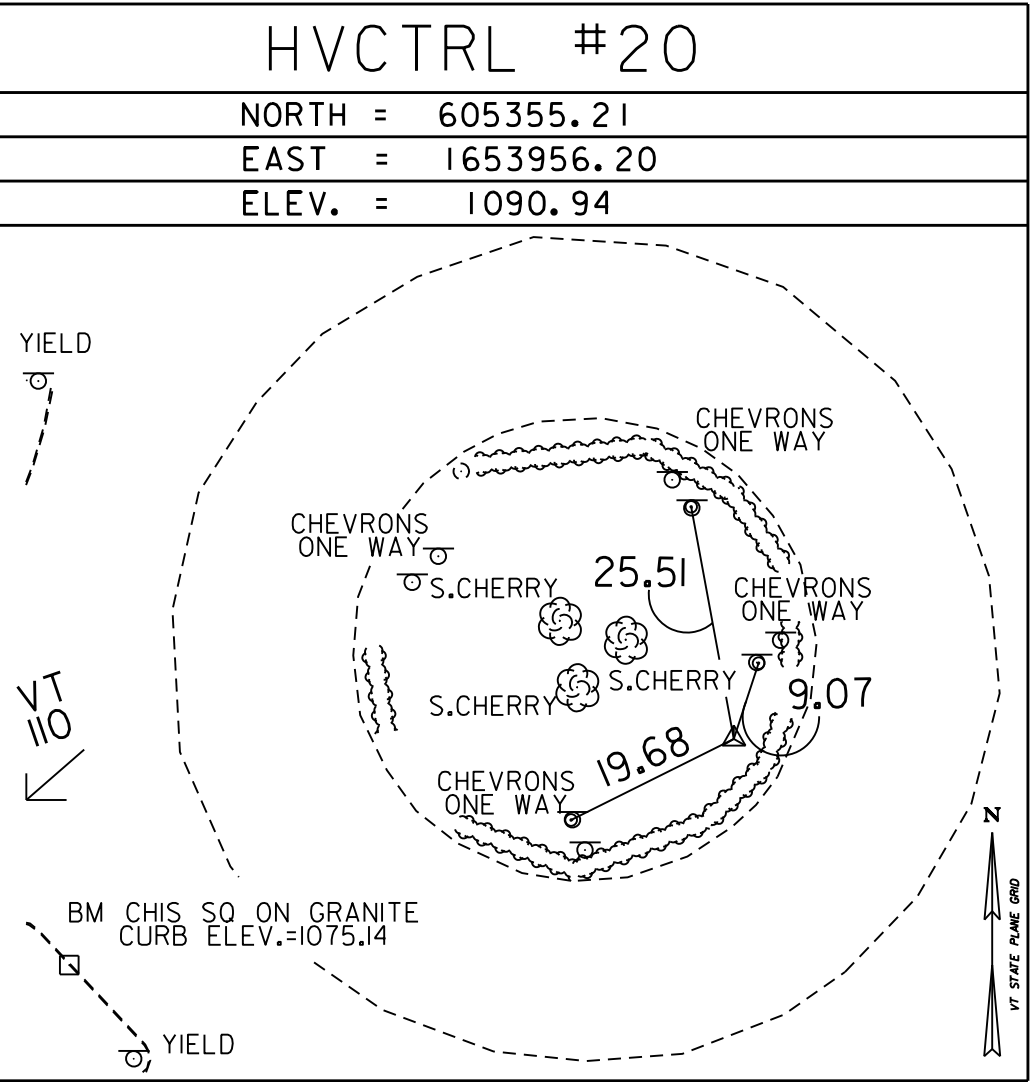 HVCTRL #20
NORTH = 605355.21
EAST = 1653956.20
ELEV. = 1090.94
YIELD
CHEVRONS
ONE WAY
CHEVRONS
ONE WAY
25.51
S.CHERRY
CHEVRONS
ONE WAY
S.CHERRY
S.CHERRY
9.07
VT
110
19.68
CHEVRONS
ONE WAY
N
VT STATE PLANE GRID
BM CHIS SQ ON GRANITE
CURB ELEV.=1075.14
YIELD